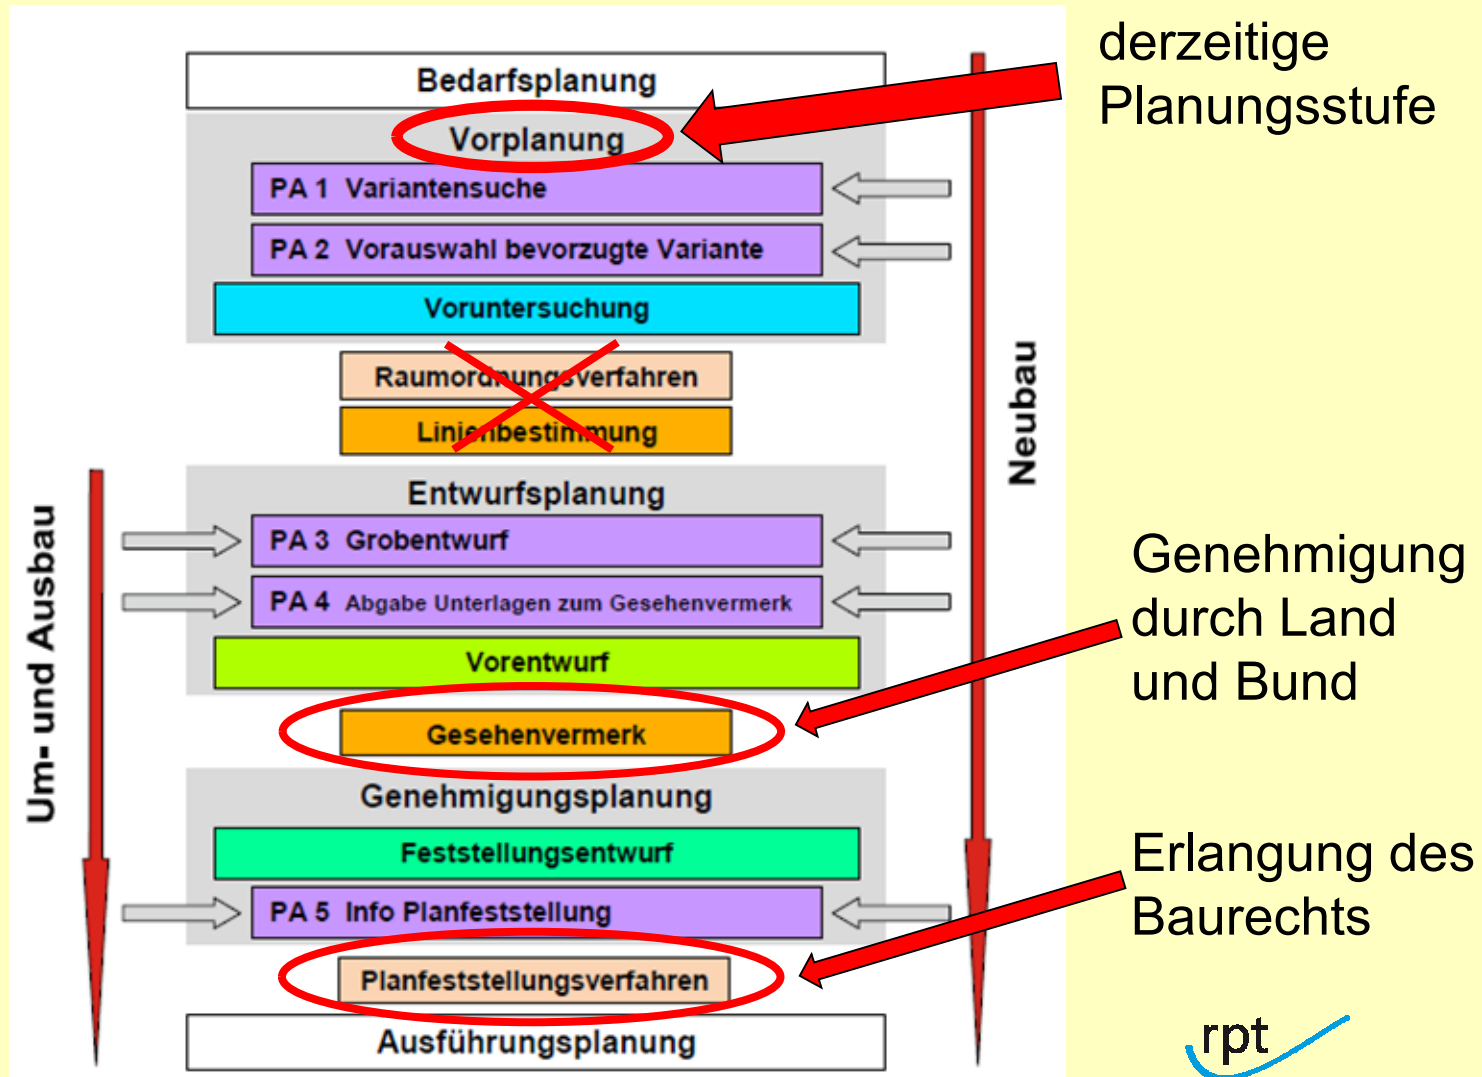 derzeitige
Planungsstufe
Bedarfsplanung
Vorplanung
PA 1 Variantensuche
PA 2 Vorauswahl bevorzugte Variante
Voruntersuchung
Raumordnungsverfahren
Linienbestimmung
Neubau
Um- und Ausbau
Entwurfsplanung
PA 3 Grobentwurf
PA 4 Abgabe Unterlagen zum Gesehenvermerk
Vorentwurf
Gesehenvermerk
Genehmigung
durch Land
und Bund
Genehmigungsplanung
Feststellungsentwurf
PA 5 Info Planfeststellung
Planfeststellungsverfahren
Erlangung des
Baurechts
Ausführungsplanung
rpt